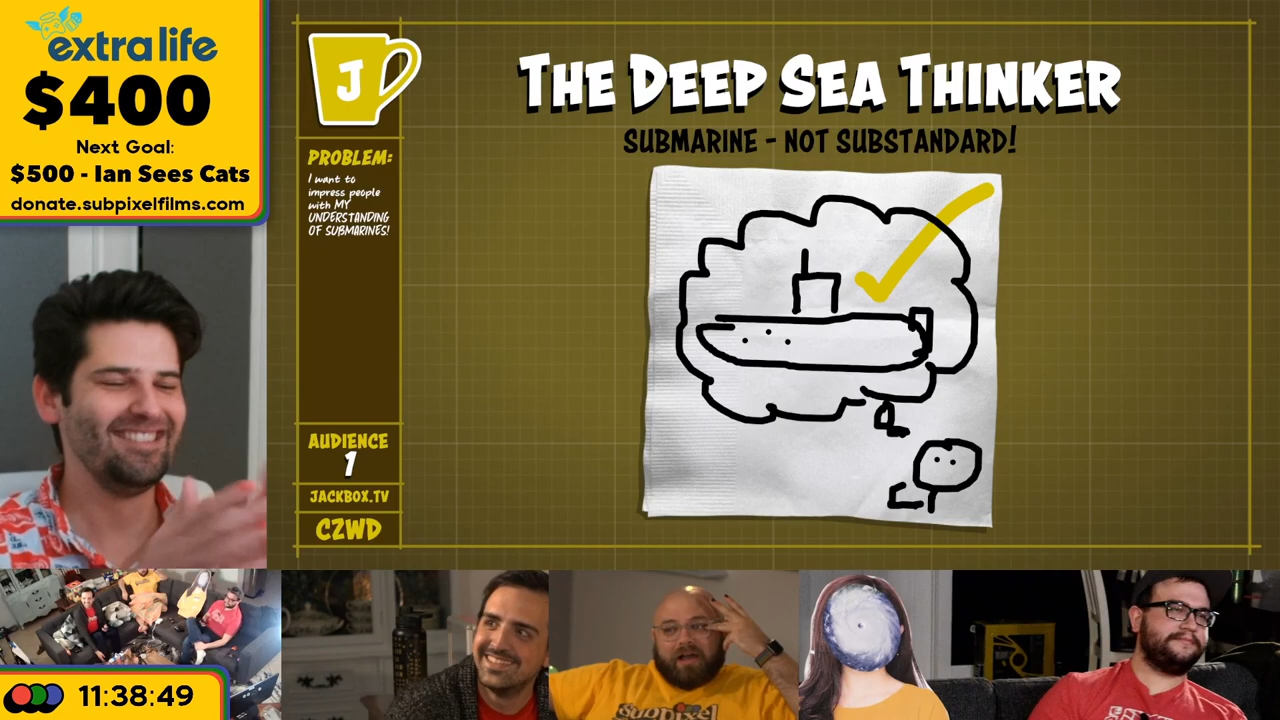 extra life
$400
Next Goal:
$500 - Ian Sees Cats
donate.subpixelfilms.com
J
THE DEEP SEA THINKER
SUBMARINE - NOT SUBSTANDARD!
PROBLEM:
I want to
impress people
with MY
UNDERSTANDING
OF SUBMARINES!
AUDIENCE
1
JACKBOX.TV
CZWD
11:38:49
subpixel